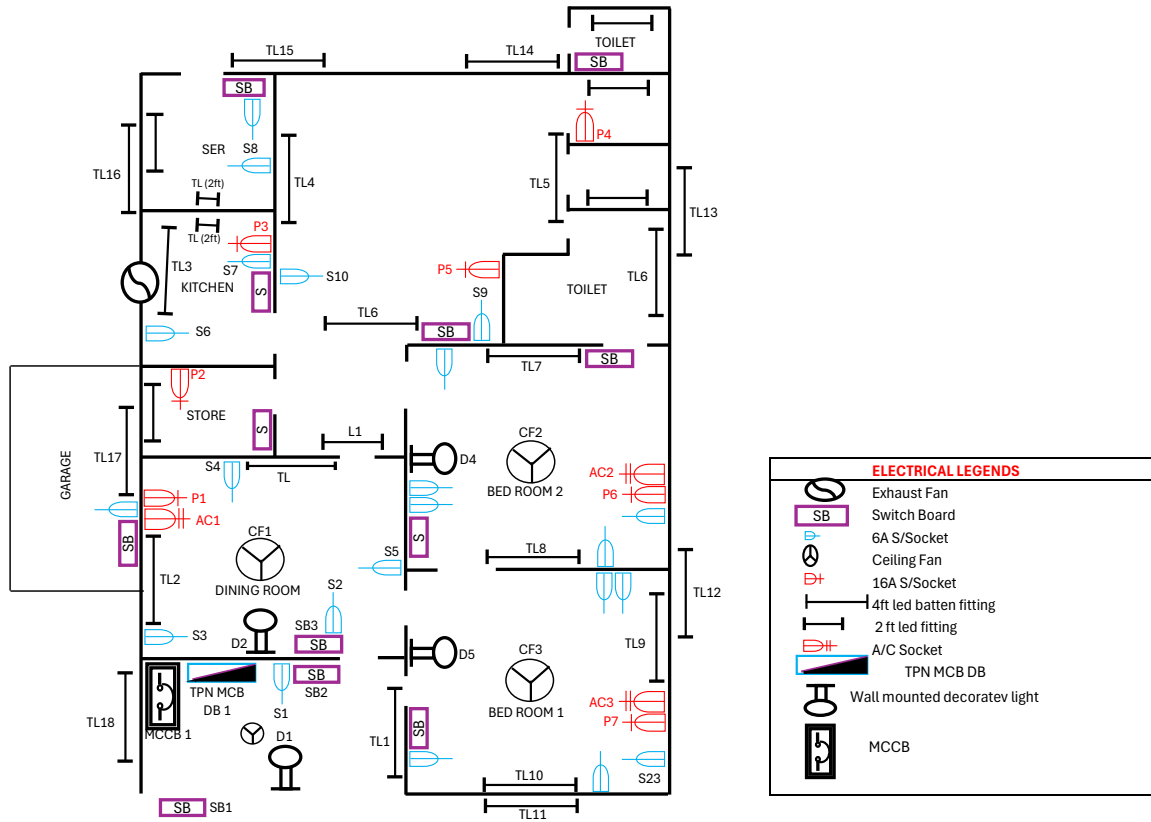 TOILET
SB
TL15
TL14
SB
P4
SER
S8
TL16
TL4
TL5
TL (2ft)
TL13
TL (2ft)
P3
TL3
S7
KITCHEN
S
S10
P5
S9
TOILET
TL6
TL6
SB
S6
TL7
SB
P2
STORE
S
L1
GARAGE
TL17
S4
TL
CF2
D4
AC2
BED ROOM 2
P6
P1
AC1
SB
S
CF1
TL8
S5
TL2
DINING ROOM
S2
TL12
SB3
SB
D2
S3
TL9
D5
CF3
TPN MCB
DB 1
SB
SB2
S1
AC3
BED ROOM 1
P7
TL18
MCCB 1
D1
SB
TL1
S23
TL10
SB
SB1
TL11
ELECTRICAL LEGENDS
Exhaust Fan
SB
Switch Board
6A S/Socket
Ceiling Fan
16A S/Socket
4ft led batten fitting
2 ft led fitting
A/C Socket
TPN MCB DB
Wall mounted decoratev light
MCCB